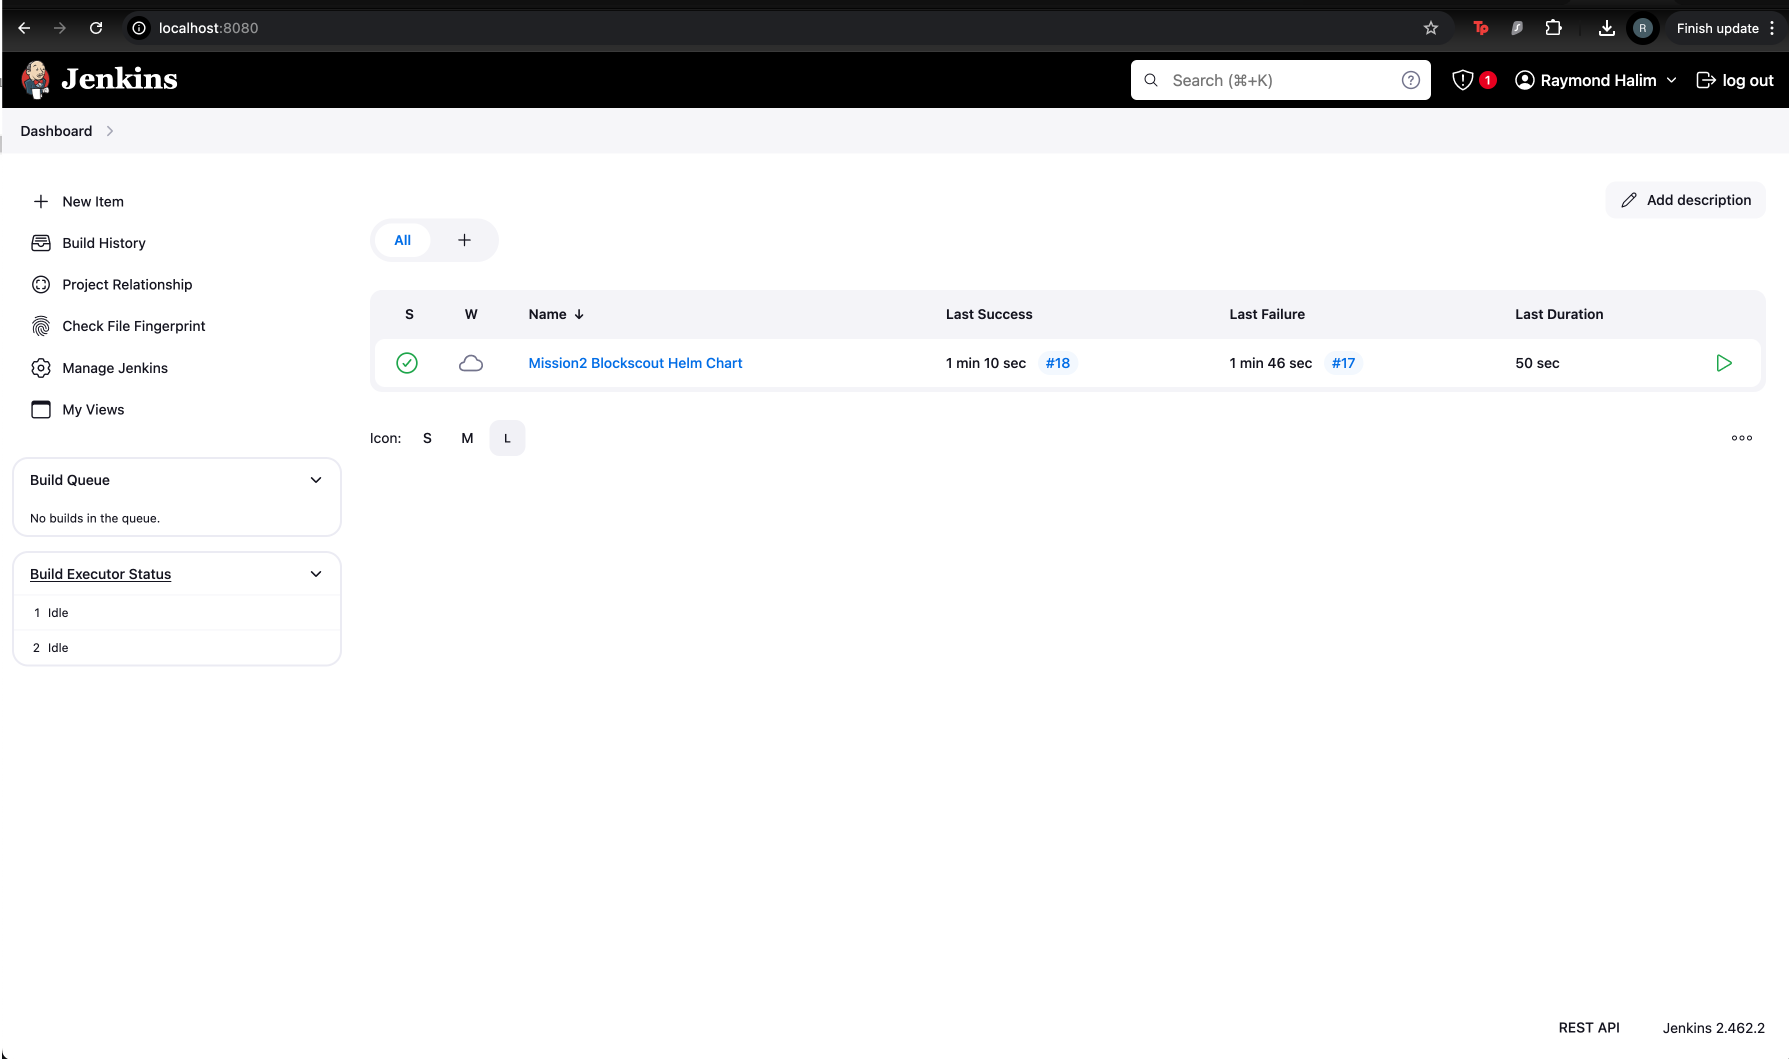 localhost:8080
Tp
R
Finish update
Jenkins
Search (⌘+K)
?
1
Raymond Halim
log out
Dashboard
New Item
Build History
Project Relationship
Check File Fingerprint
Manage Jenkins
My Views
Add description
All
S W Name ↓ Last Success Last Failure Last Duration
Mission2 Blockscout Helm Chart 1 min 10 sec #18 1 min 46 sec #17 50 sec
Icon: S M L
Build Queue
No builds in the queue.
Build Executor Status
1 Idle
2 Idle
REST API Jenkins 2.462.2